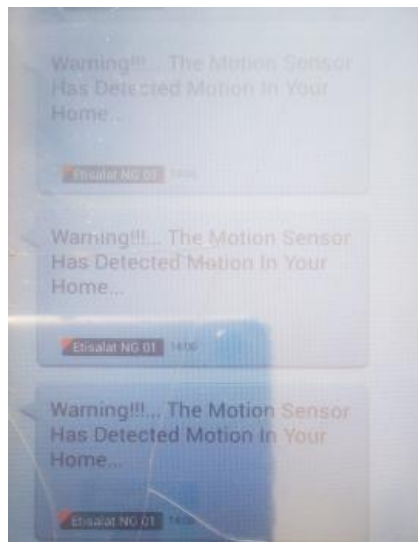 Warning!!!... The Motion Sensor
Has Detected Motion In Your
Home...
Etisalat NG 01
Warning!!!... The Motion Sensor
Has Detected Motion In Your
Home...
Etisalat NG 01 14:06
Warning!!!... The Motion Sensor
Has Detected Motion In Your
Home...
Etisalat NG 01 14:06